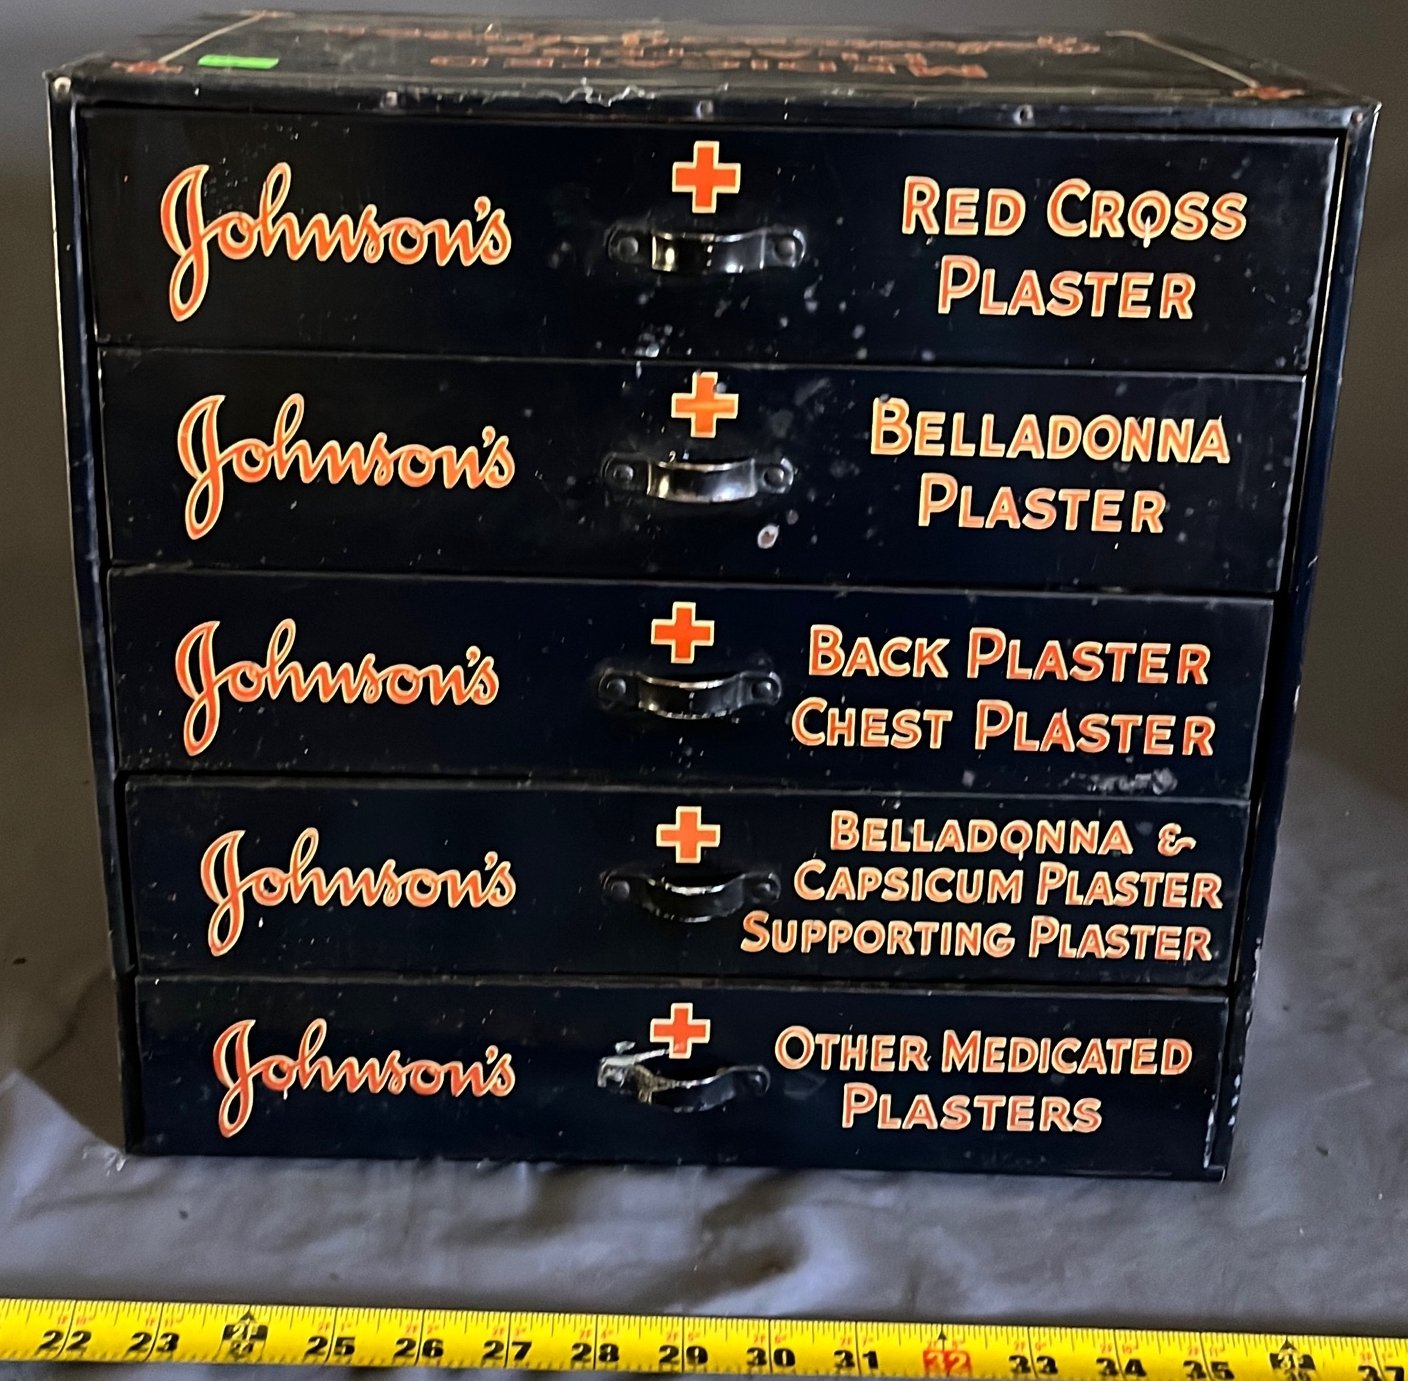 MEDICATED
Johnson's
RED CROSS
PLASTER
Johnson's
BELLADONNA
PLASTER
Johnson's
BACK PLASTER
CHEST PLASTER
Johnson's
BELLADONNA &
CAPSICUM PLASTER
SUPPORTING PLASTER
Johnson's
OTHER MEDICATED
PLASTERS
22 23 24 25 26 27 28 29 30 31 32 33 34 35 36 37